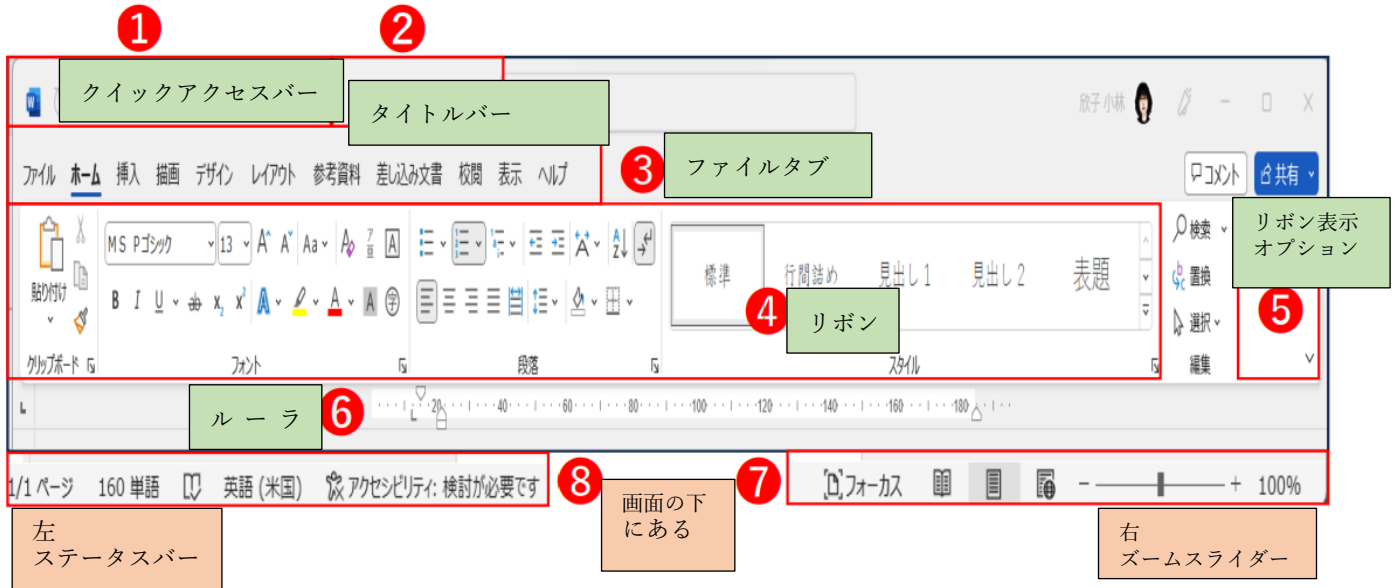 1
2
クイックアクセスバー
タイトルバー
欣子 小林
ファイル ホーム 挿入 描画 デザイン レイアウト 参考資料 差し込み文書 校閲 表示 ヘルプ
3
ファイルタブ
コメント
共有
リボン表示
オプション
5
貼り付け
クリップボード
MS Pゴシック 13 A A Aa A ア亜 A
B I U ab x₂ x² A A A 字
フォント
段落
標準 行間詰め 見出し 1 見出し 2 表題
4
リボン
スタイル
検索
置換
選択
編集
ルーラ
6
20 40 60 80 100 120 140 160 180
1/1 ページ 160 単語 英語 (米国) アクセシビリティ: 検討が必要です
8
画面の下
にある
7
フォーカス - + 100%
左
ステータスバー
右
ズームスライダー